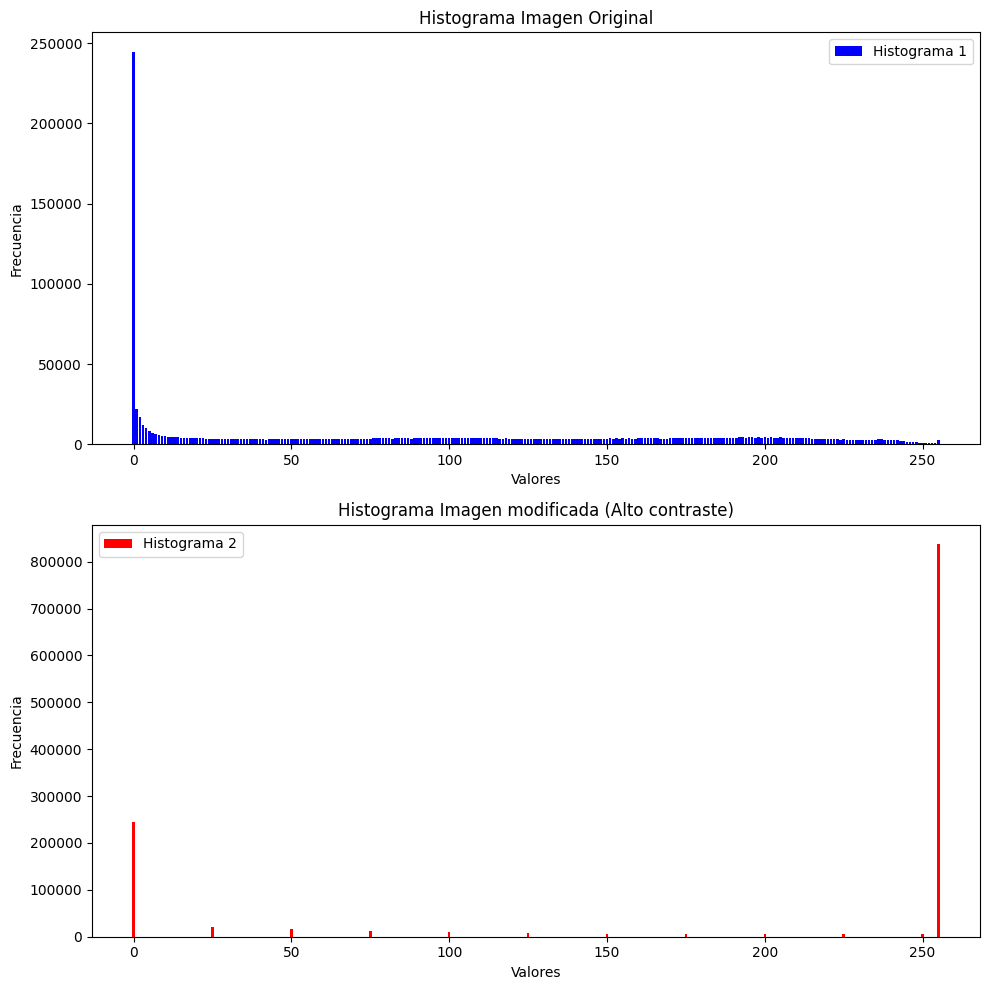 Histograma Imagen Original
250000
200000
150000
100000
50000
0
Frecuencia
Histograma 1
0 50 100 150 200 250
Valores
Histograma Imagen modificada (Alto contraste)
800000
700000
600000
500000
400000
300000
200000
100000
0
Frecuencia
Histograma 2
0 50 100 150 200 250
Valores